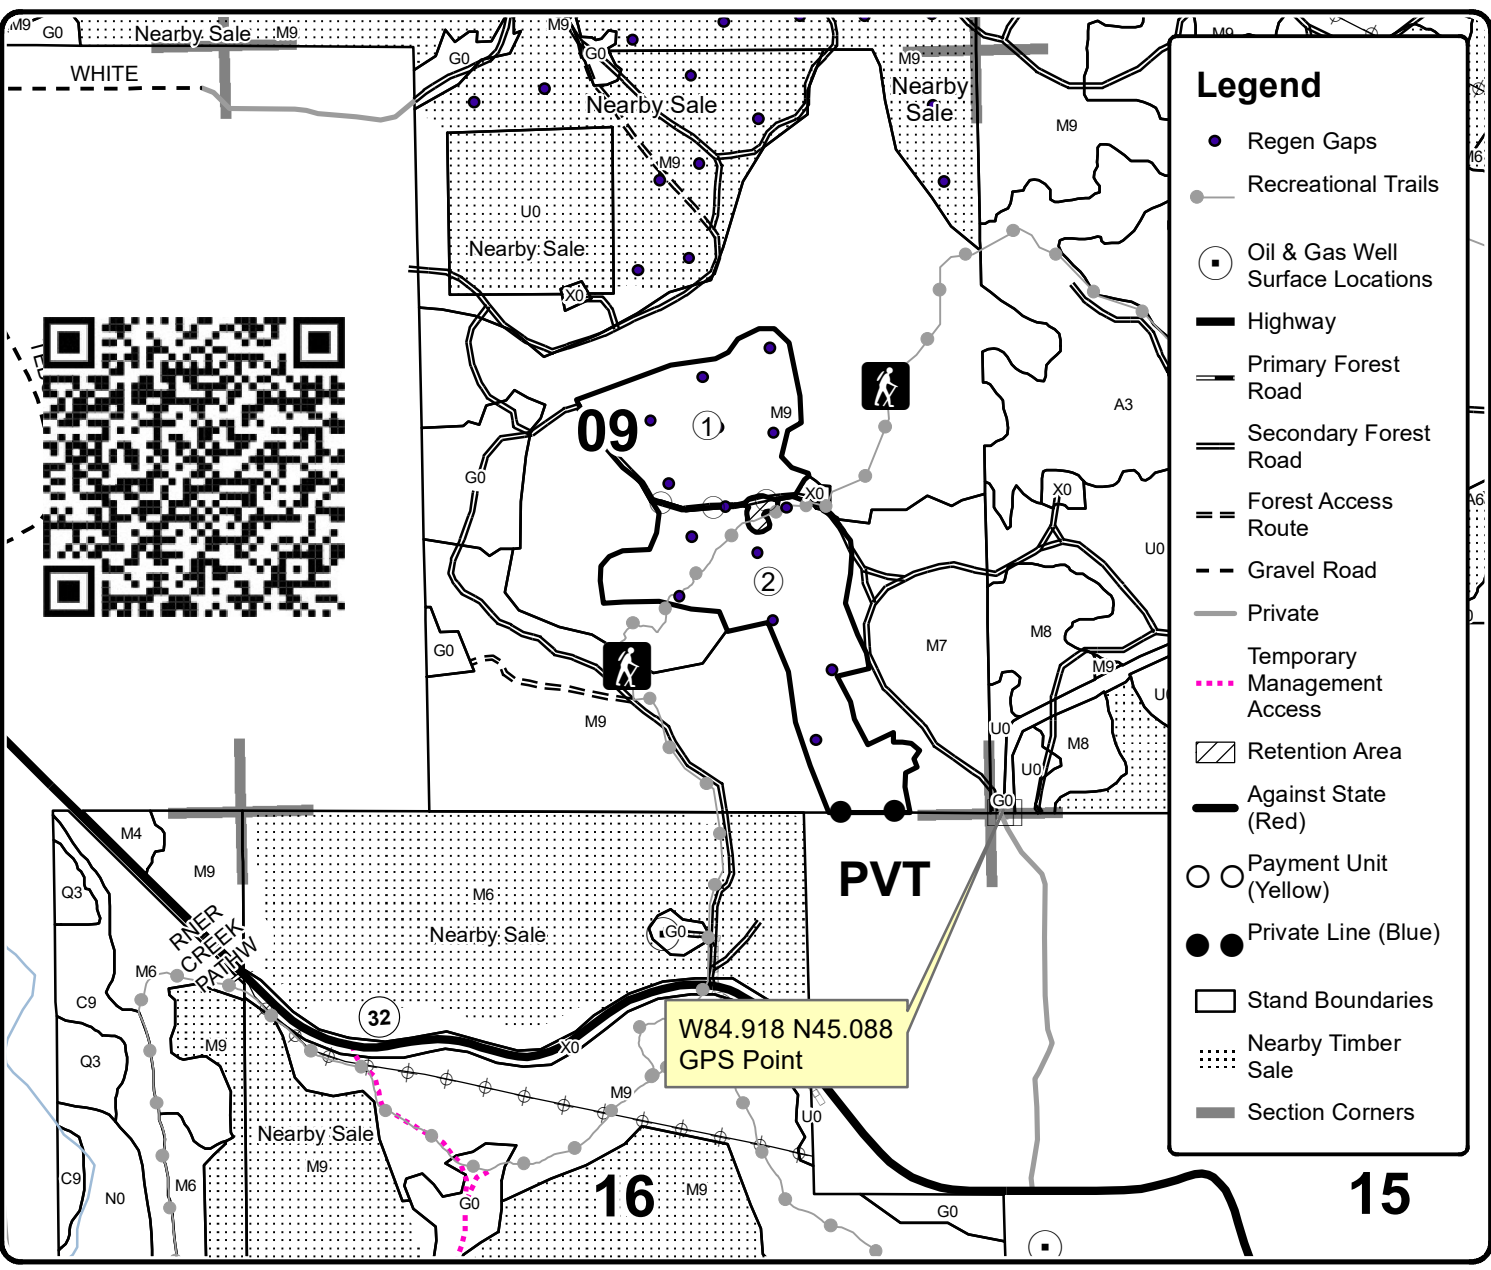 M9
G0
Nearby Sale
M9
M9
G0
G0
M9
M9
WHITE
Nearby Sale
Nearby
Sale
M9
M9
M6
U0
Nearby Sale
X0
09
1
M9
A3
G0
X0
X0
A6
U0
2
G0
M7
M8
M9
M9
U0
U0
M8
U0
G0
M4
M9
Q3
PVT
M6
Nearby Sale
G0
RNER
CREEK
PATHW
M6
C9
32
X0
M9
Q3
W84.918 N45.088
GPS Point
M9
U0
Nearby Sale
M9
C9
N0
M6
G0
16
M9
G0
15
Legend
Regen Gaps
Recreational Trails
Oil & Gas Well
Surface Locations
Highway
Primary Forest
Road
Secondary Forest
Road
Forest Access
Route
Gravel Road
Private
Temporary
Management
Access
Retention Area
Against State
(Red)
Payment Unit
(Yellow)
Private Line (Blue)
Stand Boundaries
Nearby Timber
Sale
Section Corners